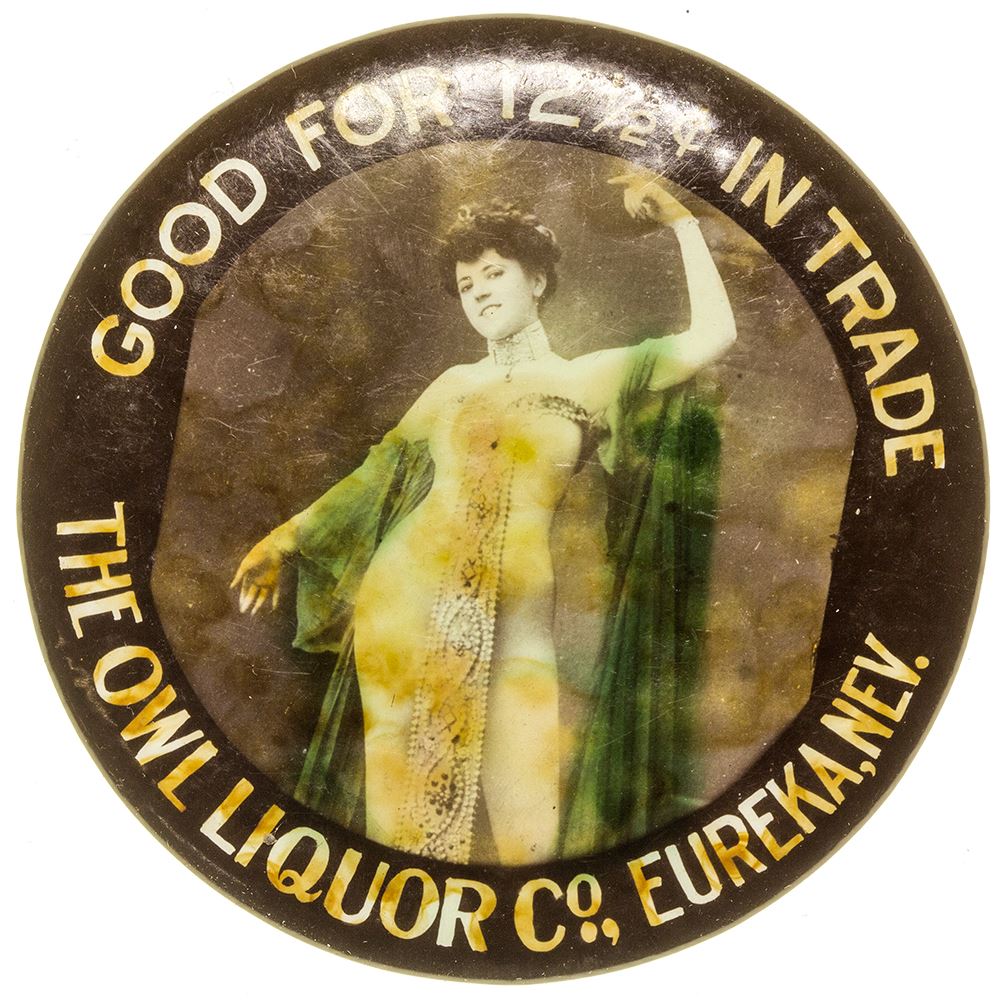 GOOD FOR 12½¢ IN TRADE
THE OWL LIQUOR Co., EUREKA, NEV.